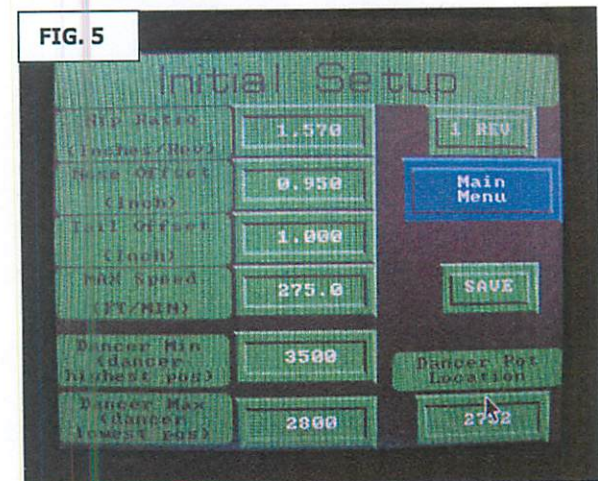 FIG. 5
Initial Setup
Nip Ratio
(Inches/Rev)
1.570
1 REV
Nose Offset
(Inch)
0.950
Main
Menu
Tail Offset
(Inch)
1.000
MAX Speed
(FT/MIN)
275.0
SAVE
Dancer Min
(dancer
highest pos)
3500
Dancer Pot
Location
Dancer Max
(dancer
lowest pos)
2800